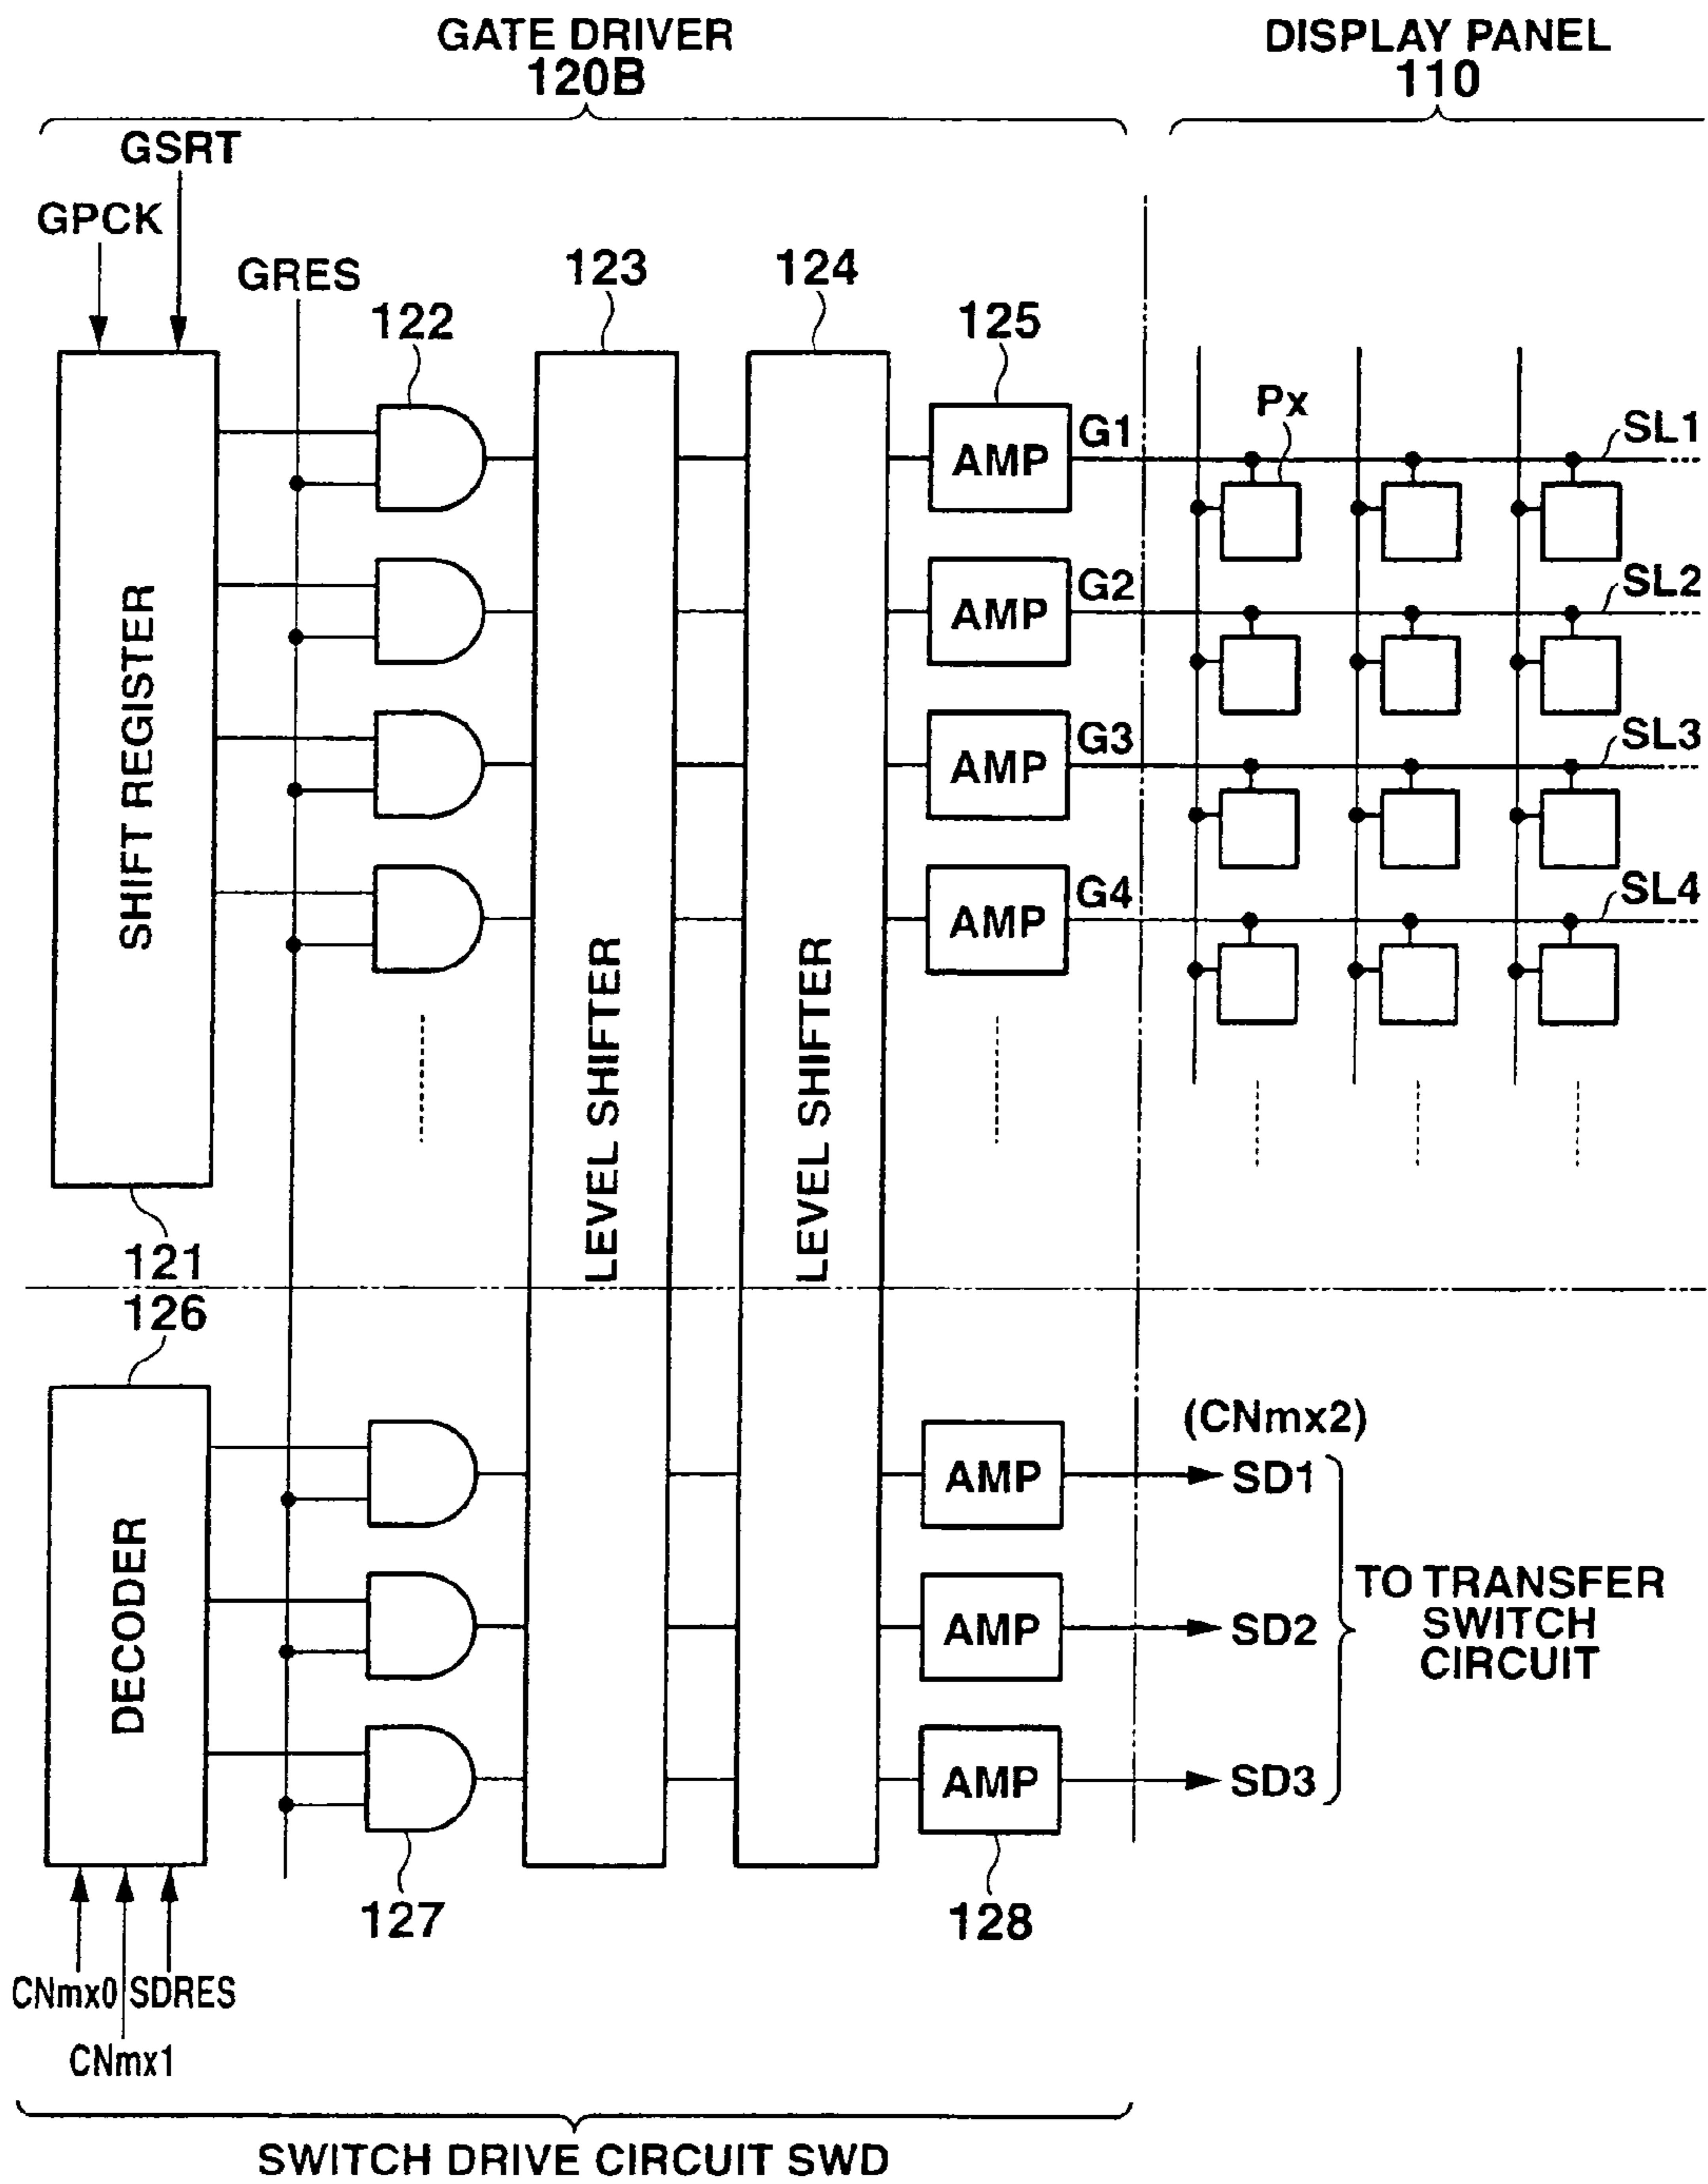 GATE DRIVER
120B
DISPLAY PANEL
110
GSRT
GPCK
GRES
122
123
124
125
Px
SHIFT REGISTER
LEVEL SHIFTER
LEVEL SHIFTER
AMP
G1
SL1
AMP
G2
SL2
AMP
G3
SL3
AMP
G4
SL4
121
126
DECODER
(CNmx2)
AMP
SD1
AMP
SD2
AMP
SD3
TO TRANSFER
SWITCH
CIRCUIT
127
128
CNmx0
SDRES
CNmx1
SWITCH DRIVE CIRCUIT SWD